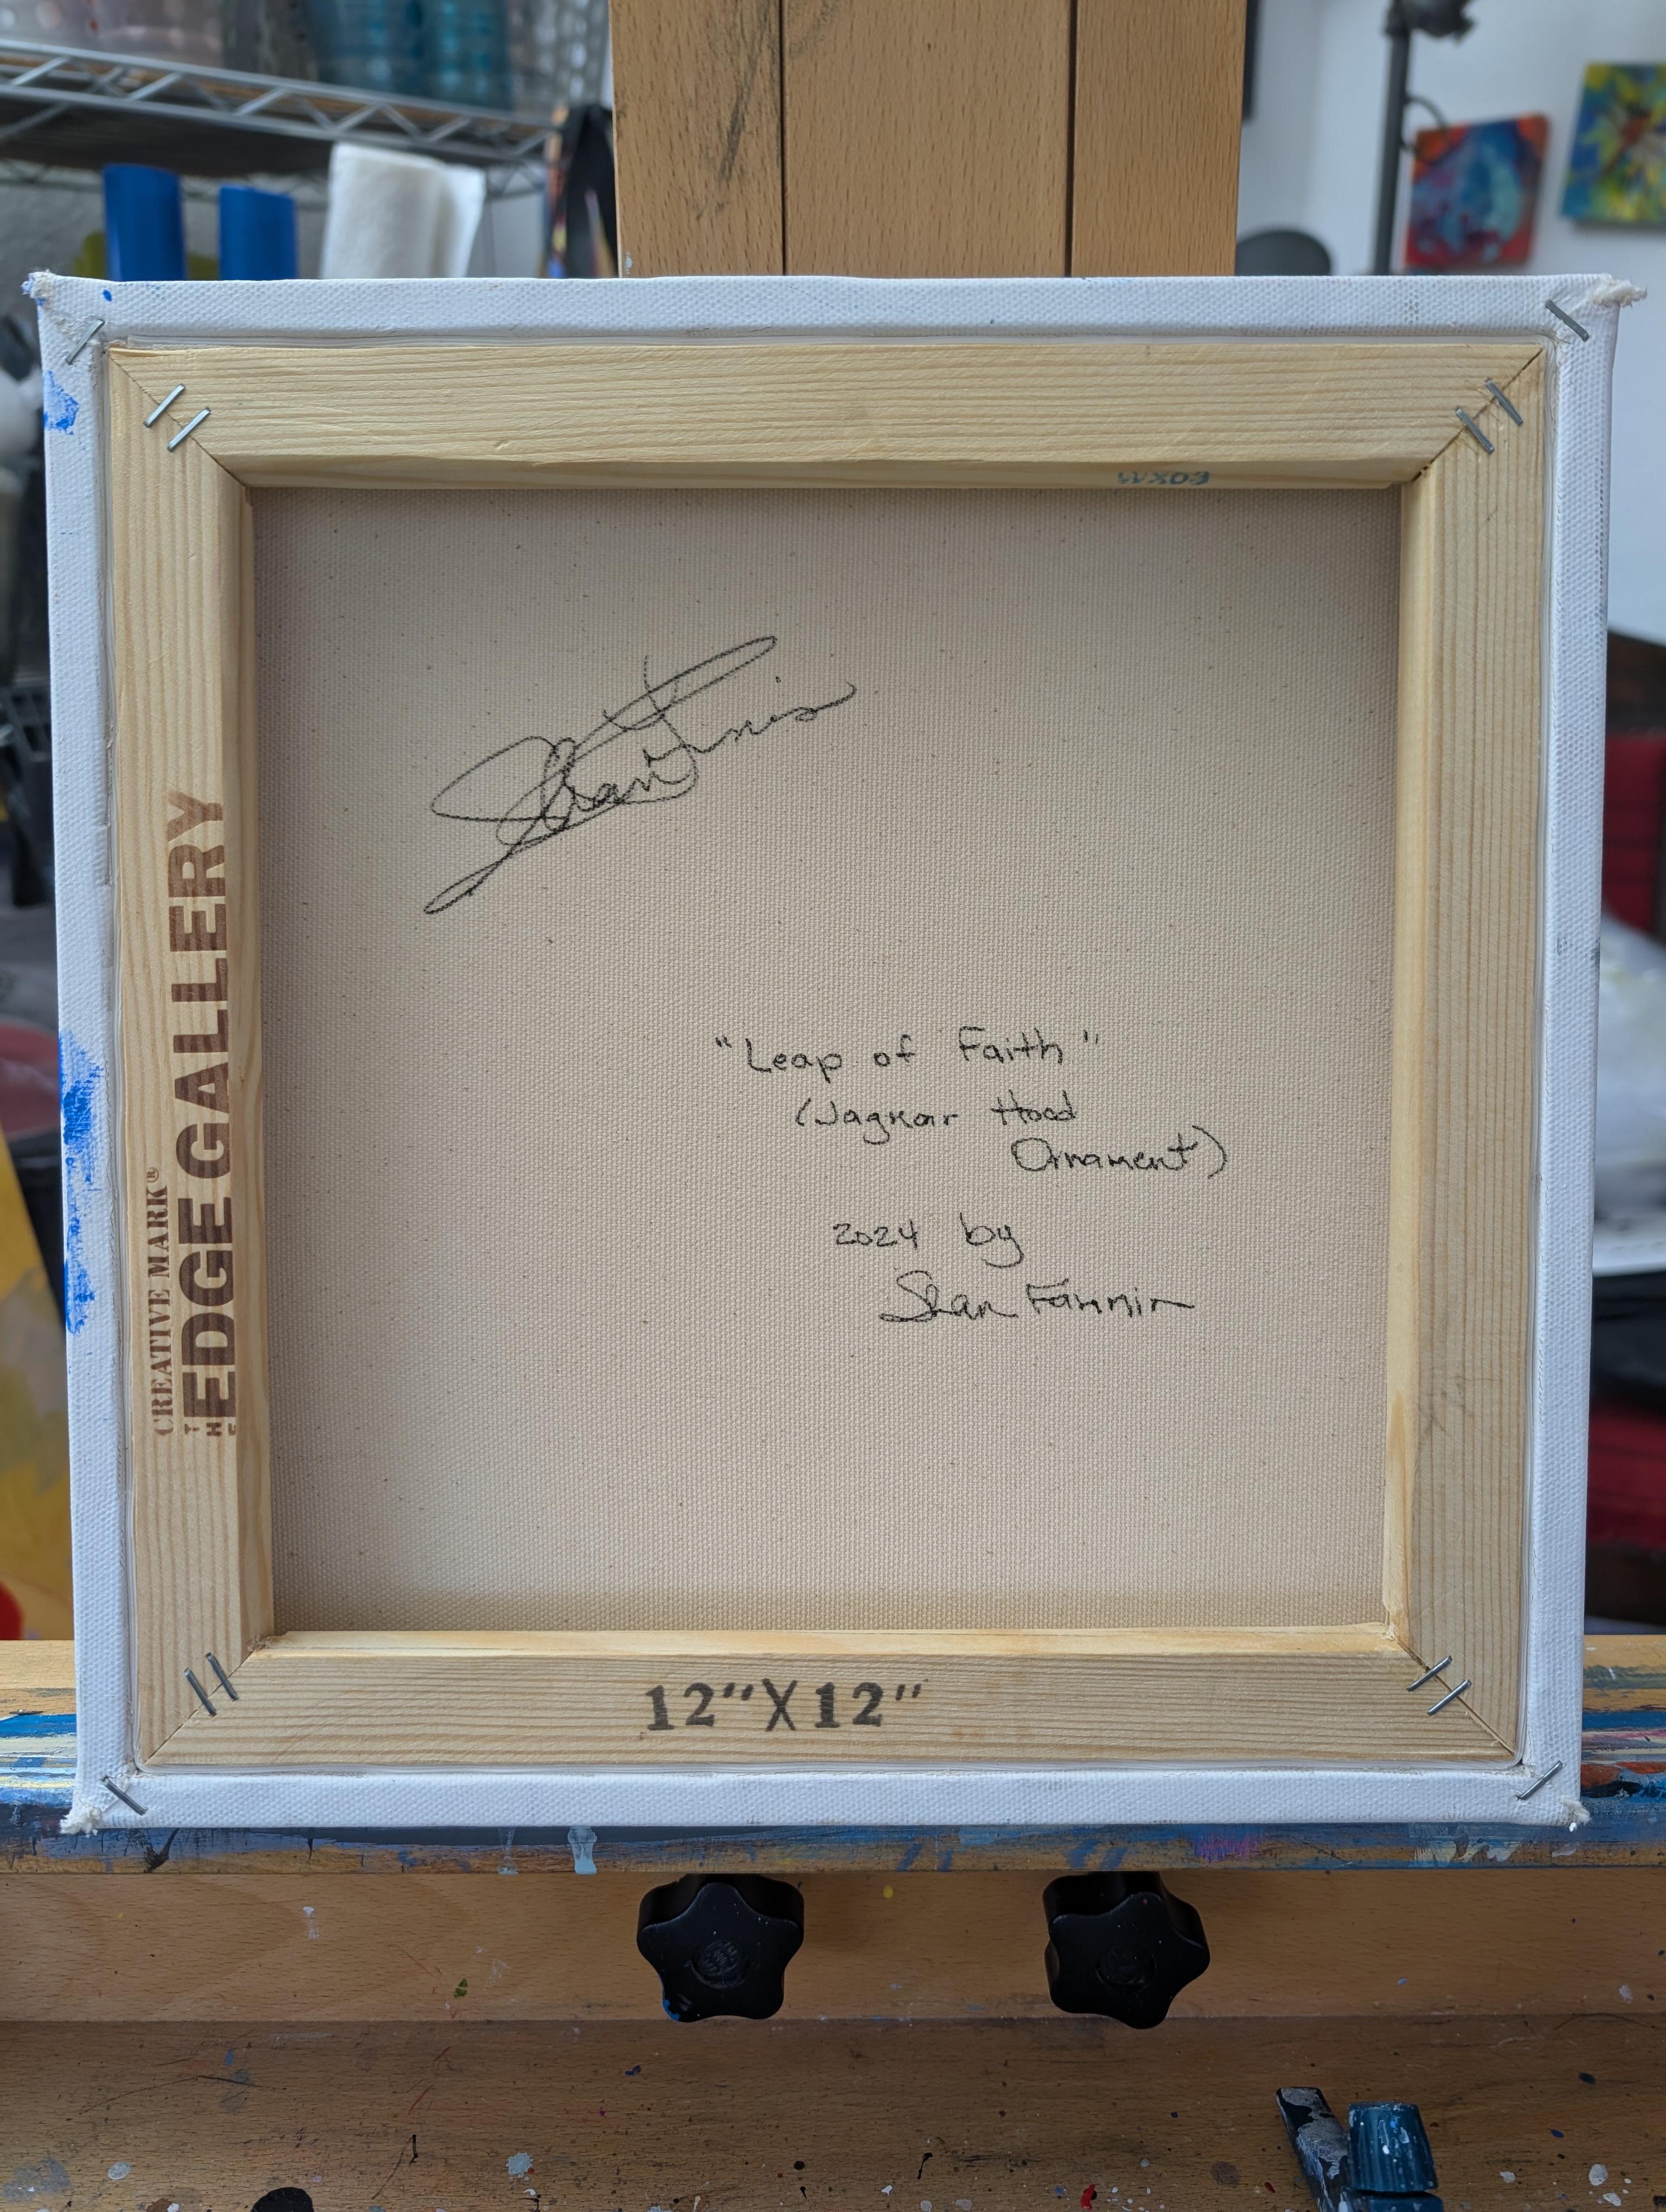 CREATIVE MARK®
THE EDGE GALLERY
"Leap of Faith"
(Jaguar Hood
Ornament)
2024 by
Shan Fannin
12"X12"